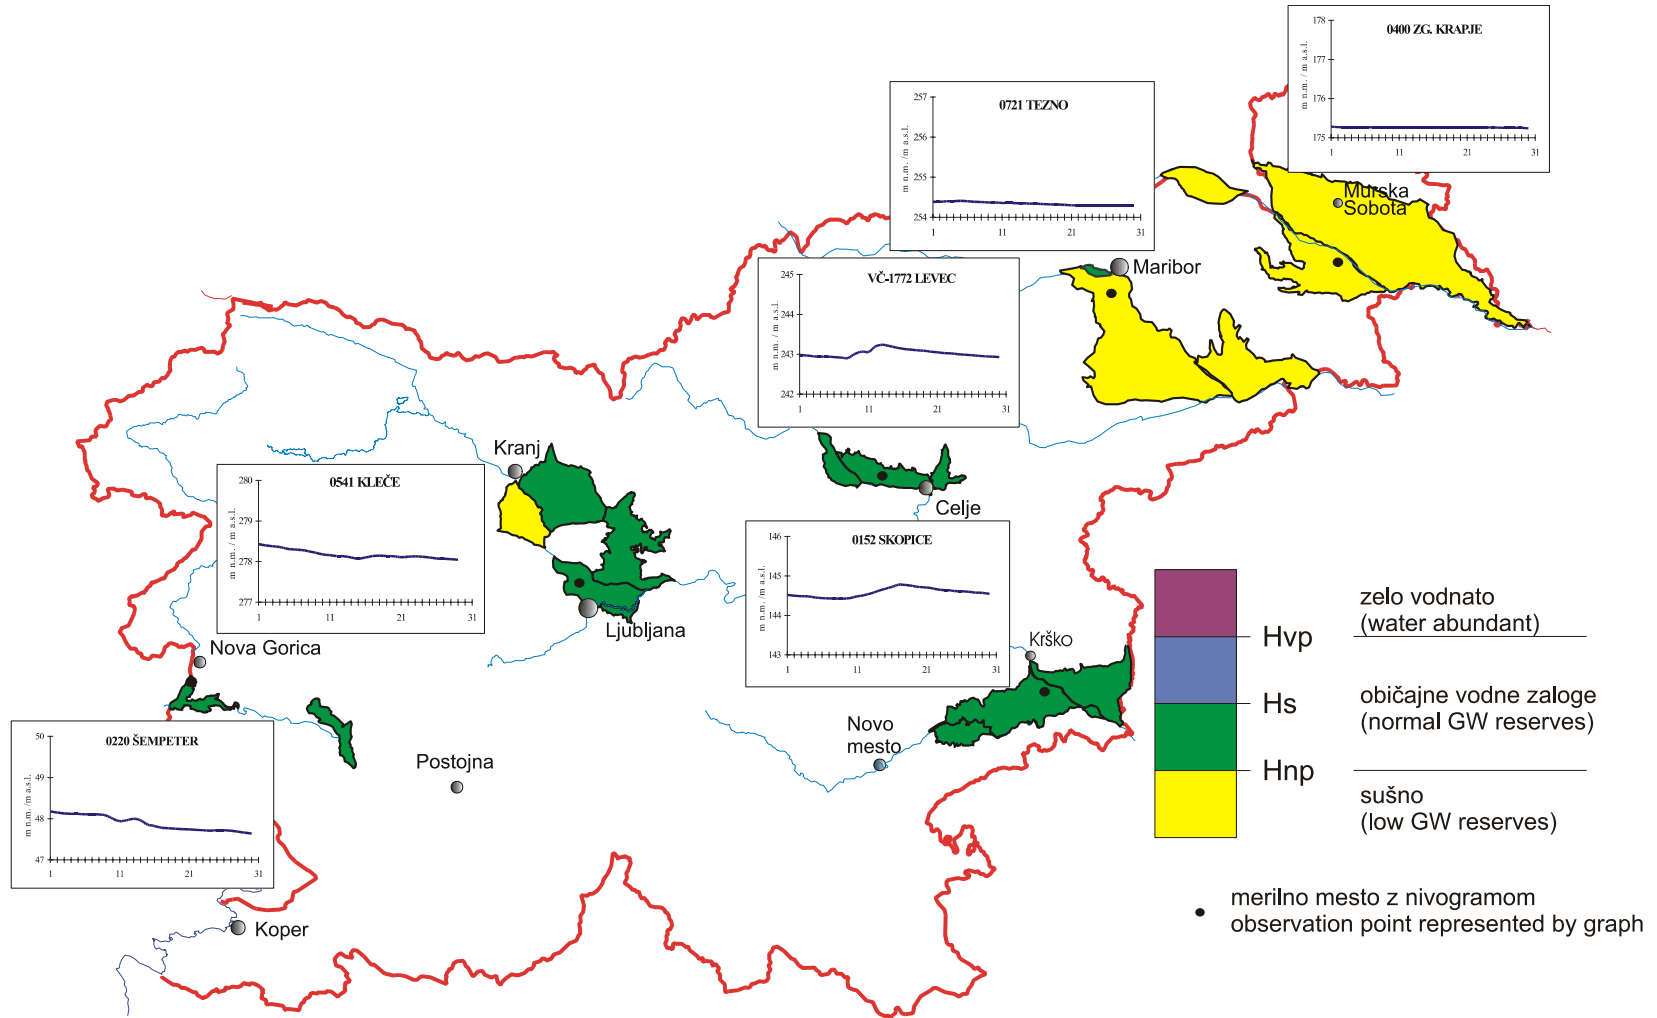 0400 ZG. KRAPJE
m n.m. / m a.s.l.
178
177
176
175
1
11
21
31
0721 TEZNO
m n.m. /m a.s.l.
257
256
255
254
1
11
21
31
Murska
Sobota
Maribor
VČ-1772 LEVEC
m n.m. / m a.s.l.
245
244
243
242
1
11
21
31
Kranj
0541 KLEČE
m n.m. / m a.s.l.
280
279
278
277
1
11
21
31
Celje
0152 SKOPICE
m n.m. /m a.s.l.
146
145
144
143
1
11
21
31
Ljubljana
Nova Gorica
Krško
Novo
mesto
Postojna
0220 ŠEMPETER
m n.m. /m a.s.l.
50
49
48
47
1
11
21
31
Koper
Hvp
Hs
Hnp
zelo vodnato
(water abundant)
običajne vodne zaloge
(normal GW reserves)
sušno
(low GW reserves)
merilno mesto z nivogramom
observation point represented by graph